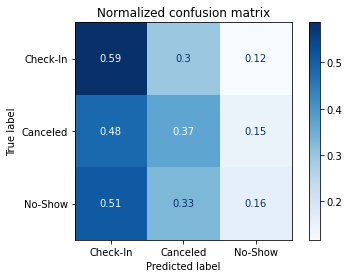 Normalized confusion matrix
Check-In
0.59
0.3
0.12
Canceled
0.48
0.37
0.15
No-Show
0.51
0.33
0.16
Check-In
Canceled
No-Show
Predicted label
True label
0.5
0.4
0.3
0.2